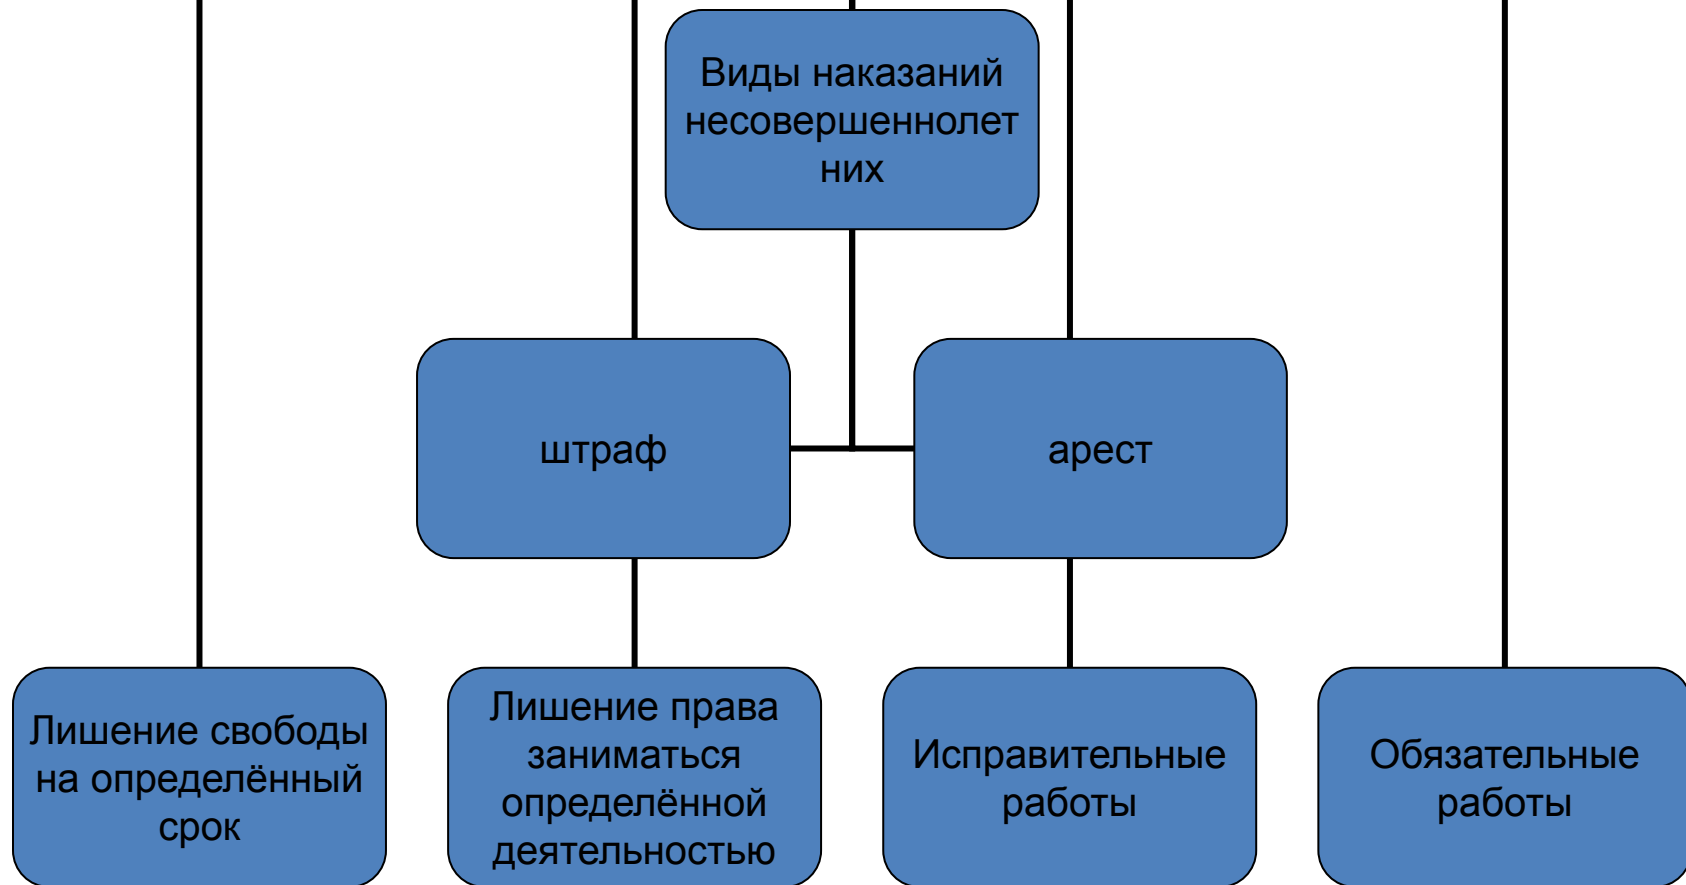 Виды наказаний
несовершеннолет
них
штраф
арест
Лишение свободы
на определённый
срок
Лишение права
заниматься
определённой
деятельностью
Исправительные
работы
Обязательные
работы